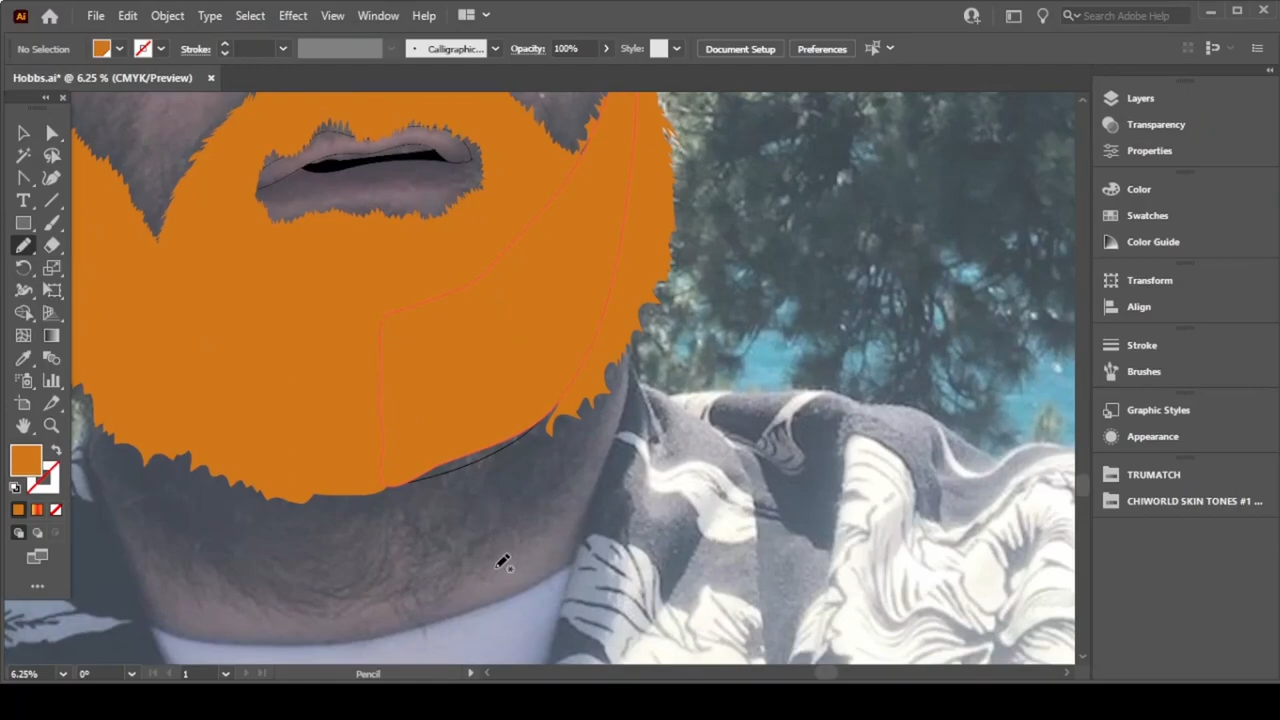 Ai File Edit Object Type Select Effect View Window Help Search Adobe Help
No Selection Stroke: Calligraphic... Opacity: 100% Style: Document Setup Preferences
Hobbs.ai* @ 6.25 % (CMYK/Preview)
Layers
Transparency
Properties
Color
Swatches
Color Guide
Transform
Align
Stroke
Brushes
Graphic Styles
Appearance
TRUMATCH
CHIWORLD SKIN TONES #1 ...
6.25% 0° 1 Pencil